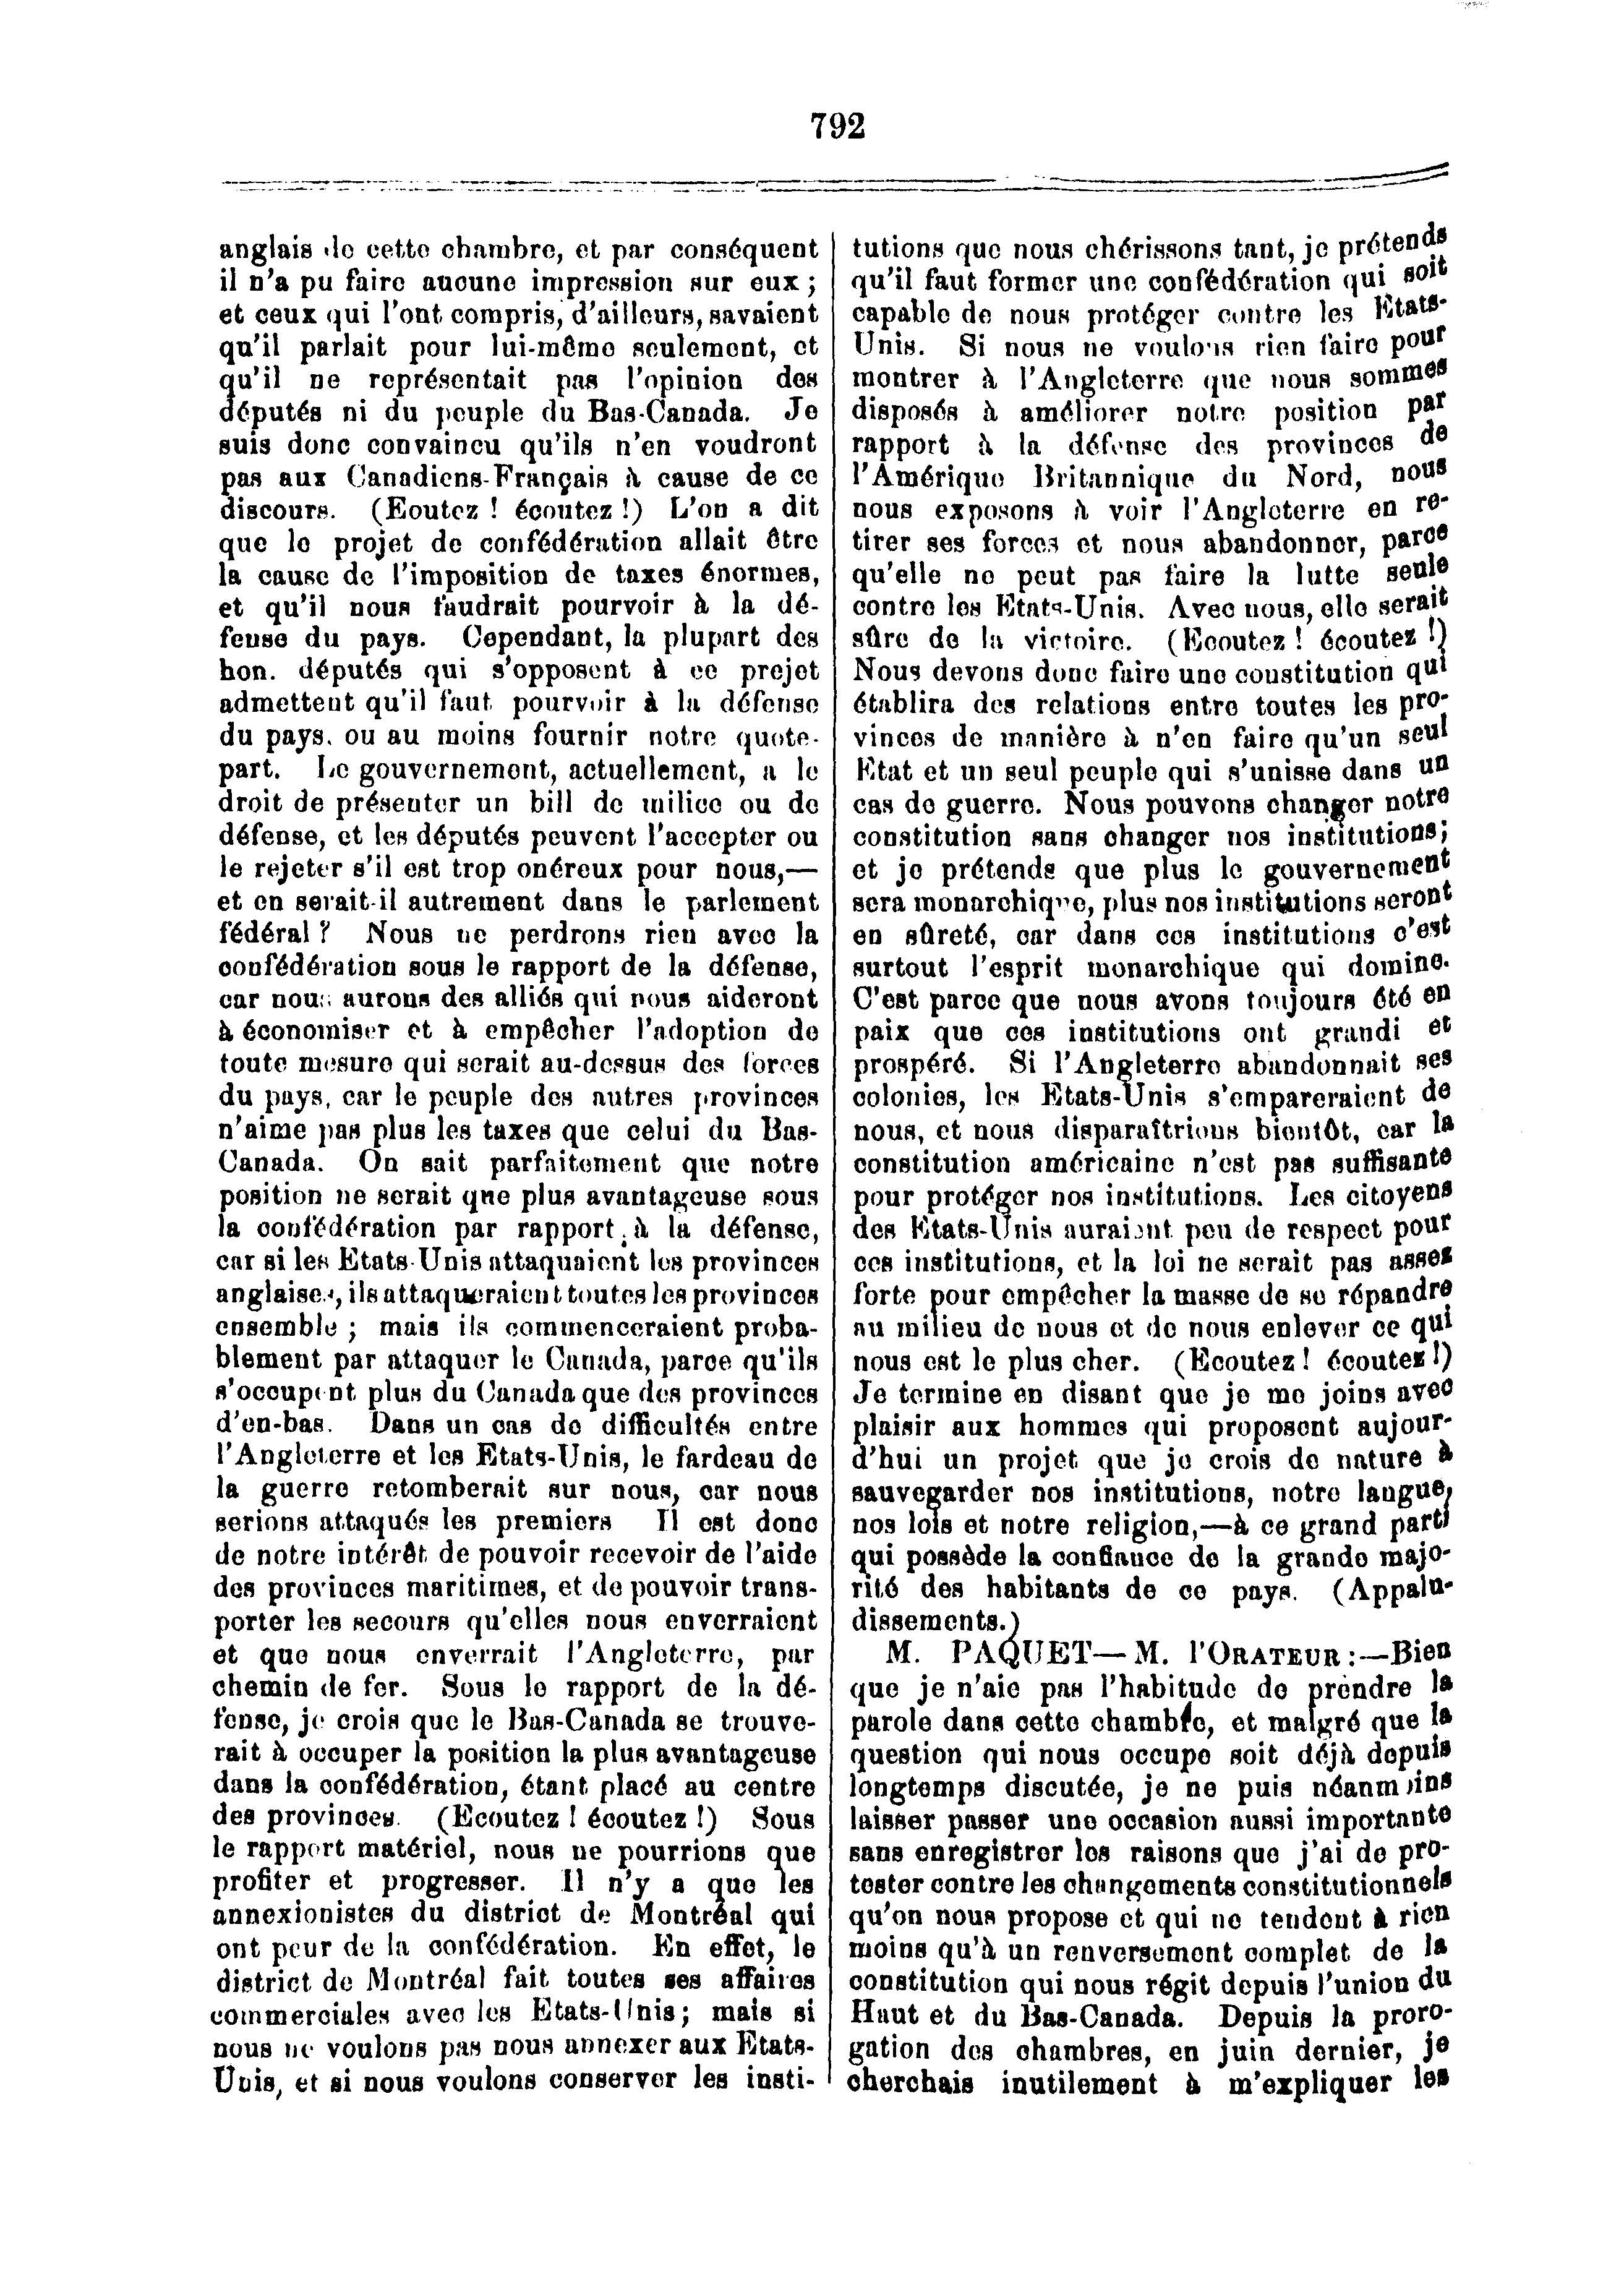 792
anglais de cette chambre, et par conséquent
il n'a pu faire aucune impression sur eux ;
et ceux qui l'ont compris, d'ailleurs, savaient
qu'il parlait pour lui-même seulement, et
qu'il ne représentait pas l'opinion des
députés ni du peuple du Bas-Canada. Je
suis donc convaincu qu'ils n'en voudront
pas aux Canadiens-Français à cause de ce
discours. (Eoutez ! écoutez !) L'on a dit
que le projet de confédération allait être
la cause de l'imposition de taxes énormes,
et qu'il nous faudrait pourvoir à la dé-
fense du pays. Cependant, la plupart des
hon. députés qui s'opposent à ce projet
admettent qu'il faut pourvoir à la défense
du pays, ou au moins fournir notre quote-
part. Le gouvernement, actuellement, a le
droit de présenter un bill de milice ou de
défense, et les députés peuvent l'accepter ou
le rejeter s'il est trop onéreux pour nous,—
et en serait-il autrement dans le parlement
fédéral ? Nous ne perdrons rien avec la
confédération sous le rapport de la défense,
car nous aurons des alliés qui nous aideront
à économiser et à empêcher l'adoption de
toute mesure qui serait au-dessus des forces
du pays, car le peuple des autres provinces
n'aime pas plus les taxes que celui du Bas-
Canada. On sait parfaitement que notre
position ne serait que plus avantageuse sous
la confédération par rapport à la défense,
car si les Etats-Unis attaquaient les provinces
anglaises, ils attaqueraient toutes les provinces
ensemble ; mais ils commenceraient proba-
blement par attaquer le Canada, parce qu'ils
s'occupent plus du Canada que des provinces
d'en-bas. Dans un cas de difficultés entre
l'Angleterre et les Etats-Unis, le fardeau de
la guerre retomberait sur nous, car nous
serions attaqués les premiers Il est donc
de notre intérêt de pouvoir recevoir de l'aide
des provinces maritimes, et de pouvoir trans-
porter les secours qu'elles nous enverraient
et que nous enverrait l'Angleterre, par
chemin de fer. Sous le rapport de la dé-
fense, je crois que le Bas-Canada se trouve-
rait à occuper la position la plus avantageuse
dans la confédération, étant placé au centre
des provinces. (Ecoutez ! écoutez !) Sous
le rapport matériel, nous ne pourrions que
profiter et progresser. Il n'y a que les
annexionistes du district de Montréal qui
ont peur de la confédération. En effet, le
district de Montréal fait toutes ses affaires
commerciales avec les Etats-Unis ; mais si
nous ne voulons pas nous annexer aux Etats-
Unis, et si nous voulons conserver les insti-
tutions que nous chérissons tant, je prétends
qu'il faut former une confédération qui soit
capable de nous protéger contre les Etats-
Unis. Si nous ne voulons rien faire pour
montrer à l'Angleterre que nous sommes
disposés à améliorer notre position par
rapport à la défense des provinces de
l'Amérique Britannique du Nord, nous
nous exposons à voir l'Angleterre en re-
tirer ses forces et nous abandonner, parce
qu'elle ne peut pas faire la lutte seule
contre les Etats-Unis. Avec nous, elle serait
sûre de la victoire. (Ecoutez ! écoutez !)
Nous devons donc faire une constitution qui
établira des relations entre toutes les pro-
vinces de manière à n'en faire qu'un seul
Etat et un seul peuple qui s'unisse dans un
cas de guerre. Nous pouvons changer notre
constitution sans changer nos institutions;
et je prétends que plus le gouvernement
sera monarchique, plus nos institutions seront
en sûreté, car dans ces institutions c'est
surtout l'esprit monarchique qui domine.
C'est parce que nous avons toujours été en
paix que ces institutions ont grandi et
prospéré. Si l'Angleterre abandonnait ses
colonies, les Etats-Unis s'empareraient de
nous, et nous disparaîtrions bientôt, car la
constitution américaine n'est pas suffisante
pour protéger nos institutions. Les citoyens
des Etats-Unis auraient peu de respect pour
ces institutions, et la loi ne serait pas assez
forte pour empêcher la masse de se répandre
au milieu de nous et de nous enlever ce qui
nous est le plus cher. (Ecoutez ! écoutez !)
Je termine en disant que je me joins avec
plaisir aux hommes qui proposent aujour-
d'hui un projet que je crois de nature à
sauvegarder nos institutions, notre langue,
nos lois et notre religion,—à ce grand parti
qui possède la confiance de la grande majo-
rité des habitants de ce pays. (Appalu-
dissements.)
M. PAQUET—M. l'ORATEUR :—Bien
que je n'aie pas l'habitude de prendre la
parole dans cette chambre, et malgré que la
question qui nous occupe soit déjà depuis
longtemps discutée, je ne puis néanmoins
laisser passer une occasion aussi importante
sans enregistrer les raisons que j'ai de pro-
tester contre les changements constitutionnels
qu'on nous propose et qui ne tendent à rien
moins qu'à un renversement complet de la
constitution qui nous régit depuis l'union du
Haut et du Bas-Canada. Depuis la proro-
gation des chambres, en juin dernier, je
cherchais inutilement à m'expliquer les